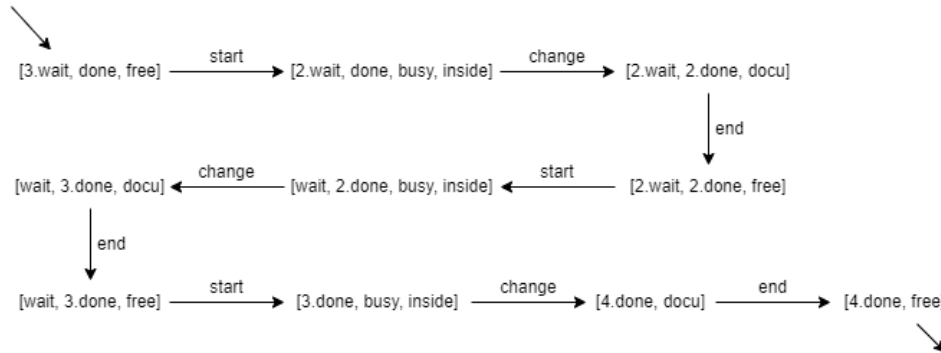 start change
[3.wait, done, free] [2.wait, done, busy, inside] [2.wait, 2.done, docu]
end
change start
[wait, 3.done, docu] [wait, 2.done, busy, inside] [2.wait, 2.done, free]
end
start change end
[wait, 3.done, free] [3.done, busy, inside] [4.done, docu] [4.done, free]